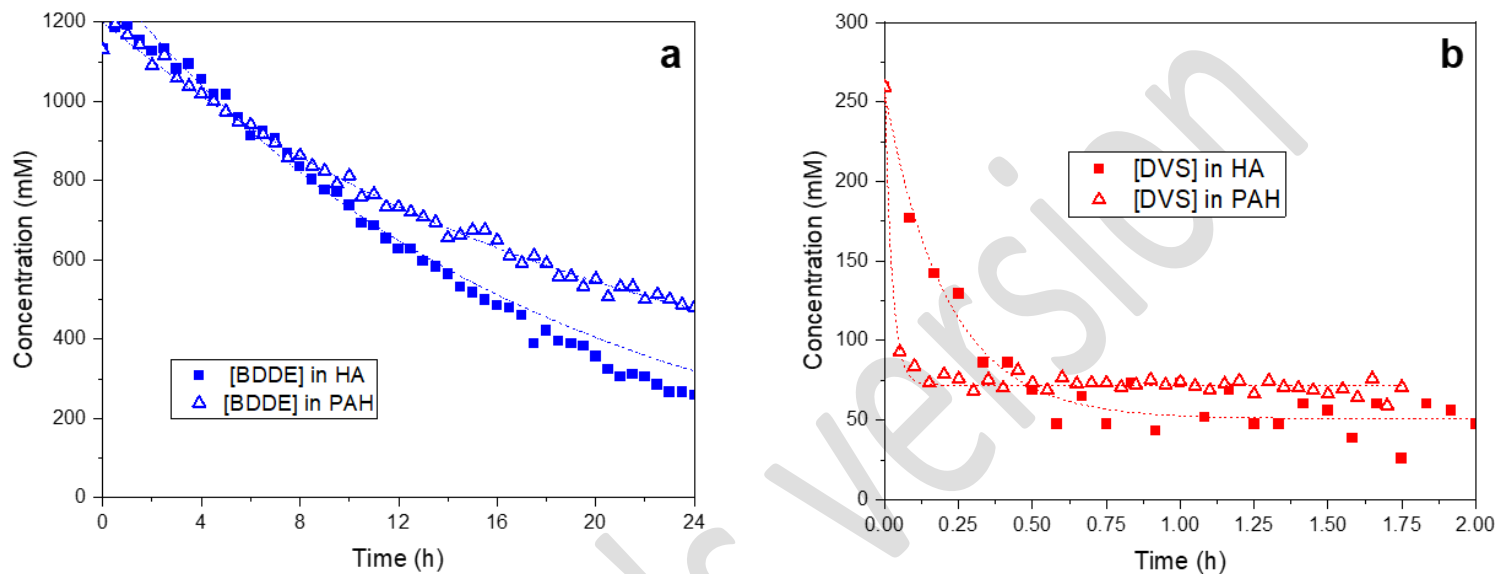 a
Concentration (mM)
1200
1000
800
600
400
200
0
[BDDE] in HA
[BDDE] in PAH
0 4 8 12 16 20 24
Time (h)
b
Concentration (mM)
300
250
200
150
100
50
0
[DVS] in HA
[DVS] in PAH
0.00 0.25 0.50 0.75 1.00 1.25 1.50 1.75 2.00
Time (h)
s version